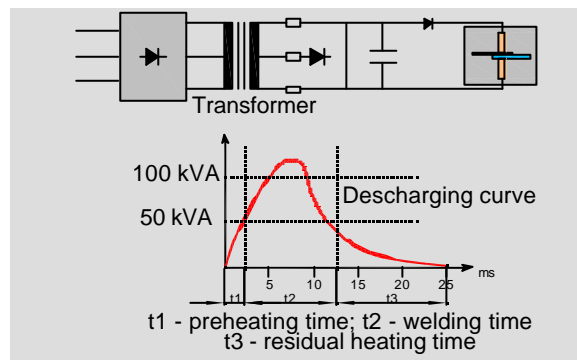 Transformer
100 kVA
Descharging curve
50 kVA
5 10 15 20 25 ms
t1 t2 t3
t1 - preheating time; t2 - welding time
t3 - residual heating time